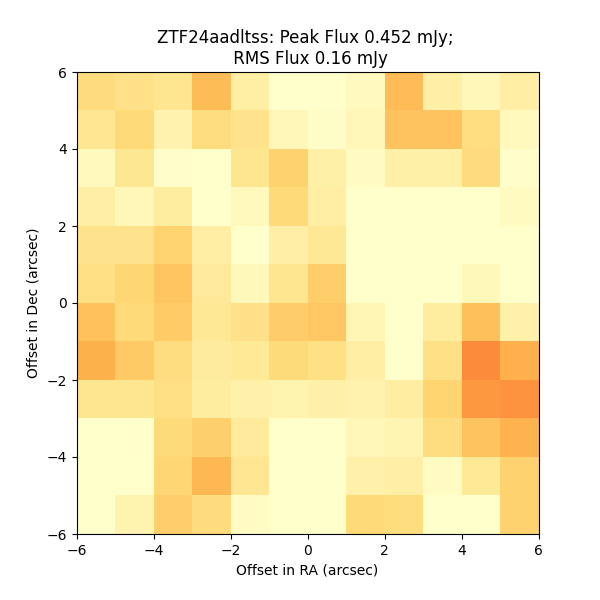 ZTF24aadltss: Peak Flux 0.452 mJy;
RMS Flux 0.16 mJy
6
4
2
0
−2
−4
−6
Offset in Dec (arcsec)
−6 −4 −2 0 2 4 6
Offset in RA (arcsec)